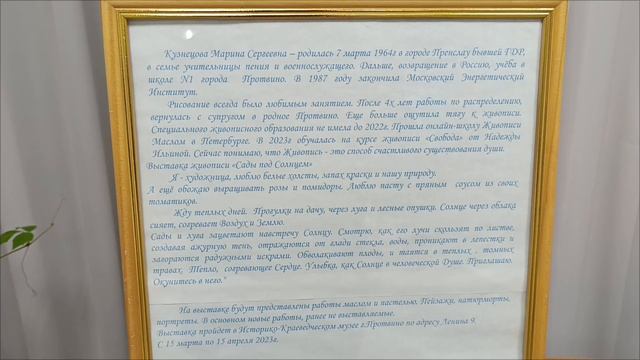 Кузнецова Марина Сергеевна – родилась 7 марта 1964г в городе Пренслау бывшей ГДР,
в семье учительницы пения и военнослужащего. Дальше, возвращение в Россию, учёба в
школе N1 города Протвино. В 1987 году закончила Московский Энергетический
Институт.
Рисование всегда было любимым занятием. После 4х лет работы по распределению,
вернулась с супругом в родное Протвино. Еще больше ощутила тягу к живописи.
Специального живописного образования не имела до 2022г. Прошла онлайн-школу Живописи
Маслом в Петербурге. В 2023г обучалась на курсе живописи «Свобода» от Надежды
Ильиной. Сейчас понимаю, что Живопись - это способ счастливого существования души.
Выставка живописи «Сады под Солнцем»
Я - художница, люблю белые холсты, запах краски и нашу природу.
А ещё обожаю выращивать розы и помидоры. Люблю пасту с пряным соусом из своих
томатиков.
Жду теплых дней. Прогулки на дачу, через луга и лесные опушки. Солнце через облака
сияет, согревает Воздух и Землю.
Сады и луга зацветают навстречу Солнцу. Смотрю, как его лучи скользят по листве,
создавая ажурную тень, отражаются от глади стекла, воды, проникают в лепестки и
загораются радужными искрами. Обволакивают плоды, и таятся в теплых , томных
травах. Тепло, согревающее Сердце. Улыбка, как Солнце в человеческой Душе. Приглашаю.
Окунитесь в него."
На выставке будут представлены работы маслом и пастелью. Пейзажи, натюрморты,
портреты. В основном новые работы, ранее не выставляемые.
Выставка пройдет в Историко-Краеведческом музее г.Протвино по адресу Ленина 9.
С 15 марта по 15 апреля 2023г.